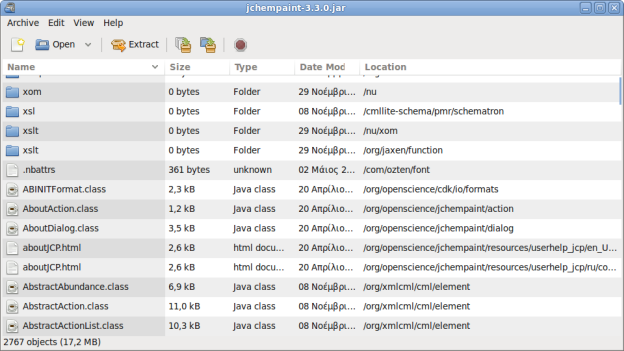 jchempaint-3.3.0.jar
Archive Edit View Help
Open Extract
Name Size Type Date Mod Location
xom 0 bytes Folder 29 Νοέμβρι... /nu
xsl 0 bytes Folder 08 Νοέμβρι... /cmllite-schema/pmr/schematron
xslt 0 bytes Folder 29 Νοέμβρι... /nu/xom
xslt 0 bytes Folder 29 Νοέμβρι... /org/jaxen/function
.nbattrs 361 bytes unknown 02 Μάιος 2... /com/ozten/font
ABINITFormat.class 2,3 kB Java class 20 Απρίλιο... /org/openscience/cdk/io/formats
AboutAction.class 1,2 kB Java class 20 Απρίλιο... /org/openscience/jchempaint/action
AboutDialog.class 3,5 kB Java class 20 Απρίλιο... /org/openscience/jchempaint/dialog
aboutJCP.html 2,6 kB html docu... 20 Απρίλιο... /org/openscience/jchempaint/resources/userhelp_jcp/en_U...
aboutJCP.html 2,6 kB html docu... 20 Απρίλιο... /org/openscience/jchempaint/resources/userhelp_jcp/ru/co...
AbstractAbundance.class 6,9 kB Java class 08 Νοέμβρι... /org/xmlcml/cml/element
AbstractAction.class 11,0 kB Java class 08 Νοέμβρι... /org/xmlcml/cml/element
AbstractActionList.class 10,3 kB Java class 08 Νοέμβρι... /org/xmlcml/cml/element
2767 objects (17,2 MB)